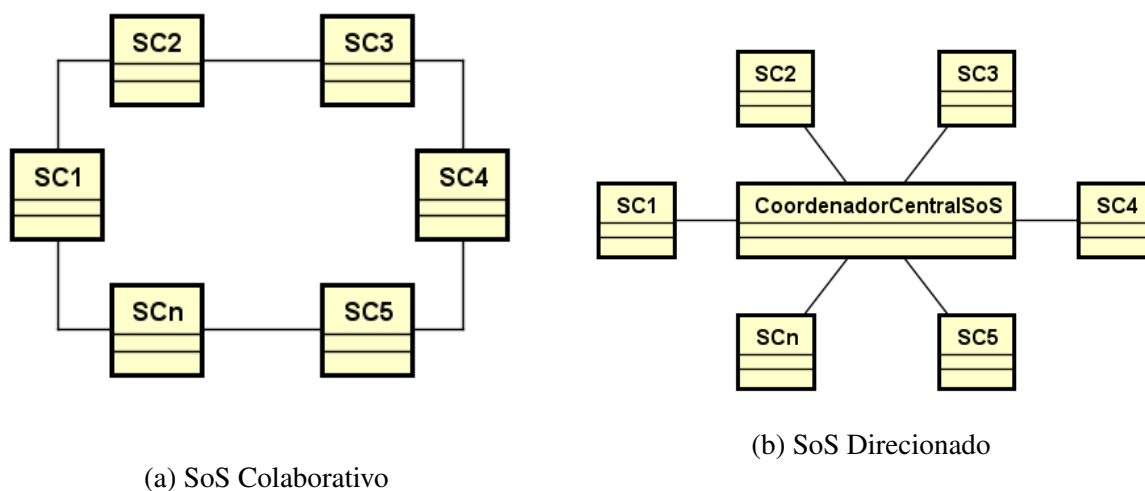 SC2
SC3
SC1
SC4
SCn
SC5
(a) SoS Colaborativo
SC2
SC3
SC1
CoordenadorCentralSoS
SC4
SCn
SC5
(b) SoS Direcionado